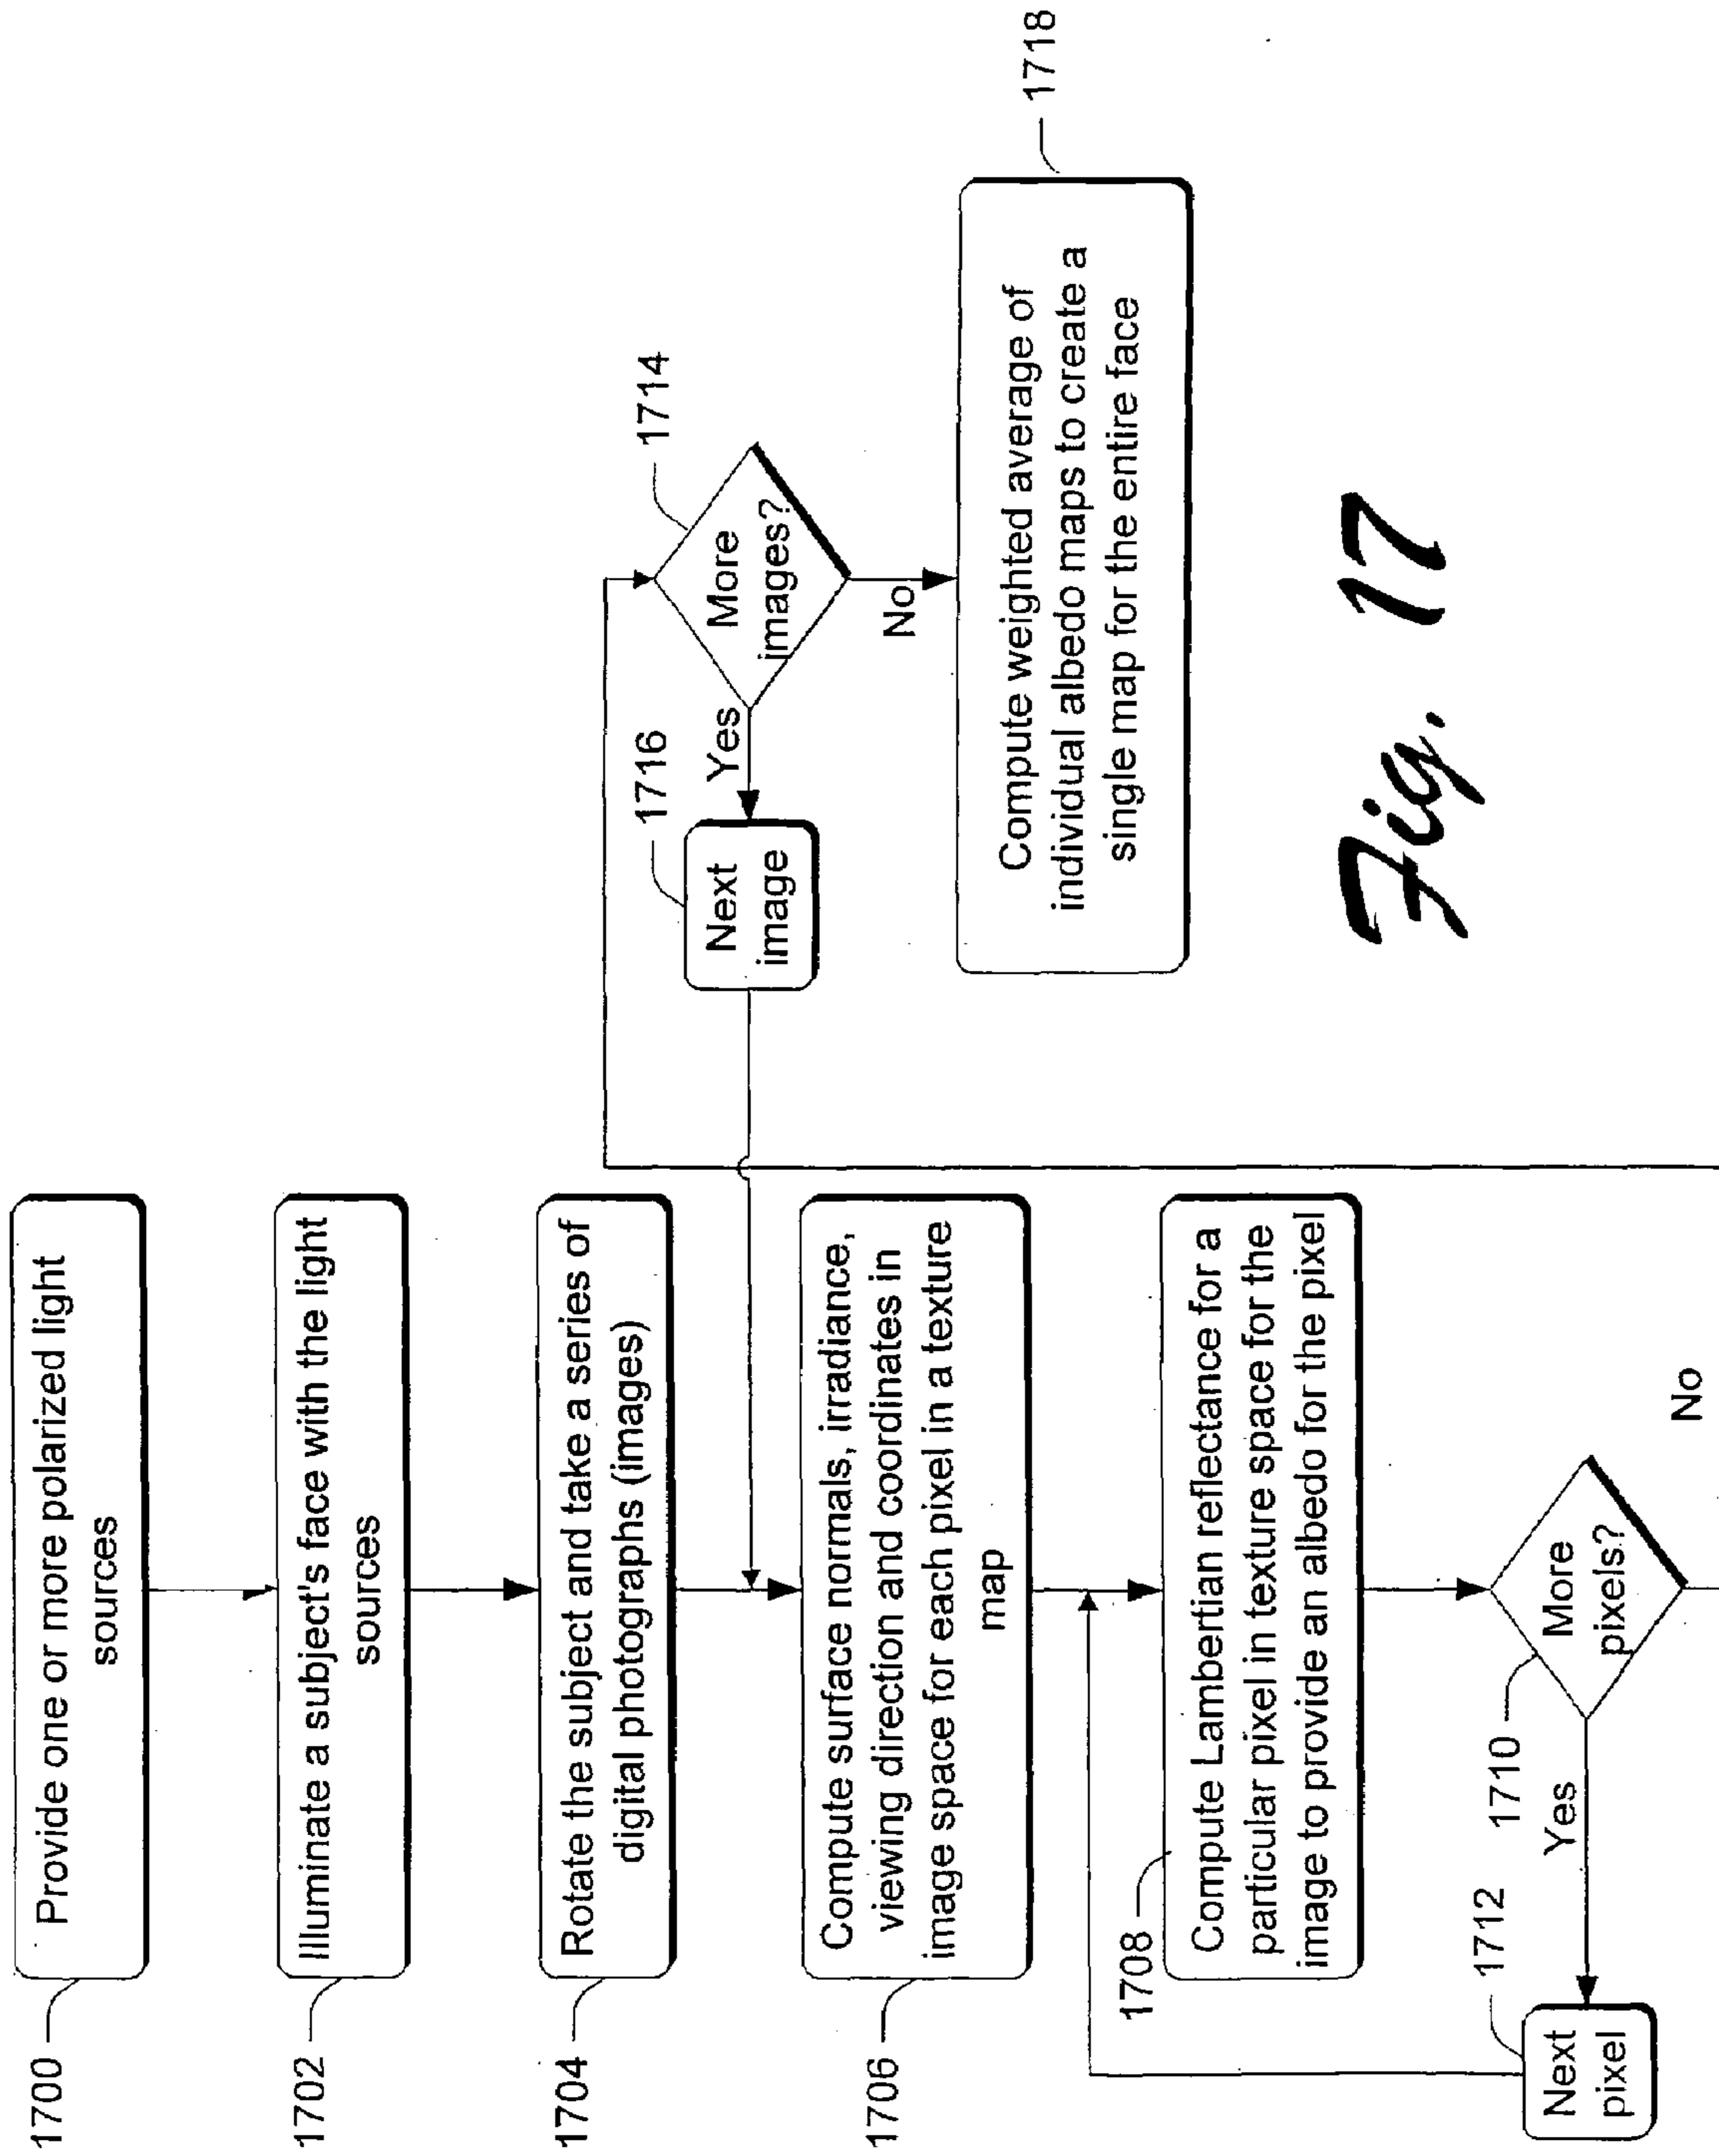 1700
Provide one or more polarized light
sources
1702
Illuminate a subject's face with the light
sources
1704
Rotate the subject and take a series of
digital photographs (images)
1706
Compute surface normals, irradiance,
viewing direction and coordinates in
image space for each pixel in a texture
map
1708
Compute Lambertian reflectance for a
particular pixel in texture space for the
image to provide an albedo for the pixel
1710
More
pixels?
Yes
No
1712
Next
pixel
1714
More
images?
Yes
No
1716
Next
image
1718
Compute weighted average of
individual albedo maps to create a
single map for the entire face
Fig. 17